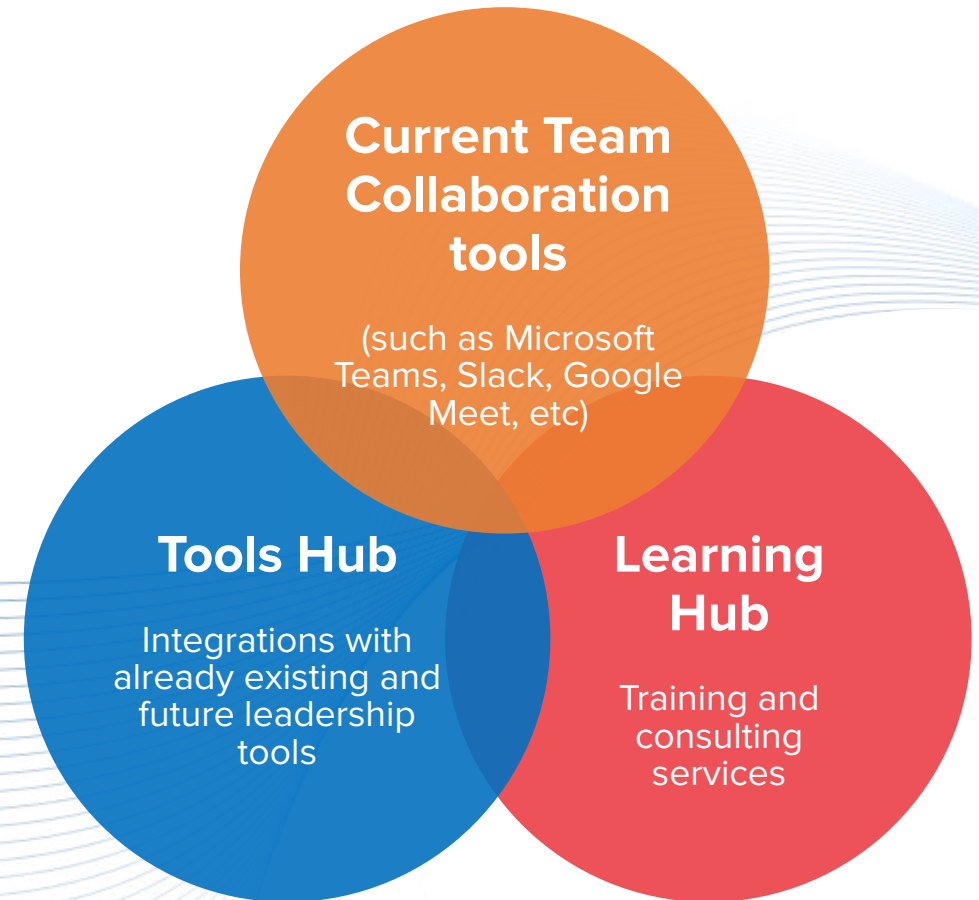 Current Team
Collaboration
tools
(such as Microsoft
Teams, Slack, Google
Meet, etc)
Tools Hub
Integrations with
already existing and
future leadership
tools
Learning
Hub
Training and
consulting
services